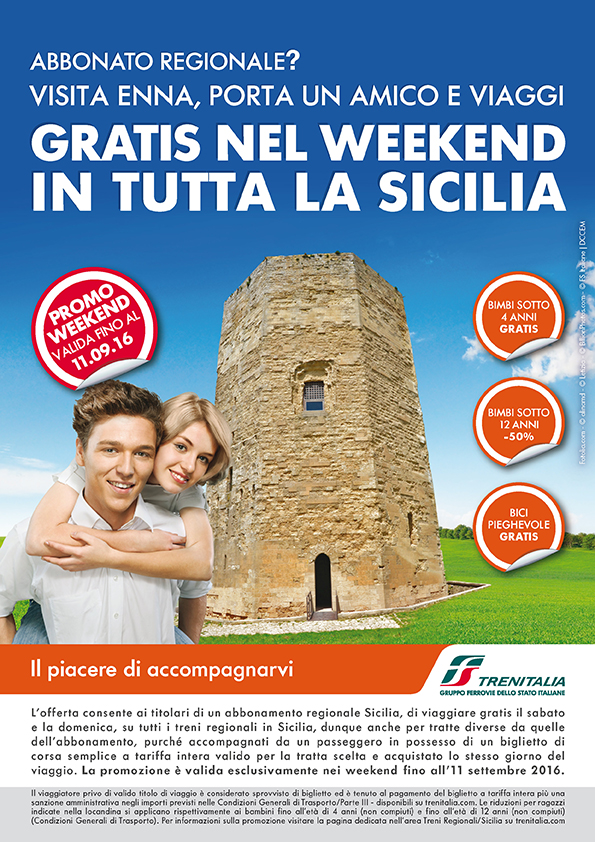 ABBONATO REGIONALE?
VISITA ENNA, PORTA UN AMICO E VIAGGI
GRATIS NEL WEEKEND
IN TUTTA LA SICILIA
PROMO
WEEKEND
VALIDA FINO AL
11.09.16
BIMBI SOTTO
4 ANNI
GRATIS
BIMBI SOTTO
12 ANNI
-50%
BICI
PIEGHEVOLE
GRATIS
Il piacere di accompagnarvi
TRENITALIA
GRUPPO FERROVIE DELLO STATO ITALIANE
L'offerta consente ai titolari di un abbonamento regionale Sicilia, di viaggiare gratis il sabato
e la domenica, su tutti i treni regionali in Sicilia, dunque anche per tratte diverse da quelle
dell'abbonamento, purché accompagnati da un passeggero in possesso di un biglietto di
corsa semplice a tariffa intera valido per la tratta scelta e acquistato lo stesso giorno del
viaggio. La promozione è valida esclusivamente nei weekend fino all'11 settembre 2016.
Il viaggiatore privo di valido titolo di viaggio è considerato sprovvisto di biglietto ed è tenuto al pagamento del biglietto a tariffa intera più una
sanzione amministrativa negli importi previsti nelle Condizioni Generali di Trasporto/Parte III - disponibili su trenitalia.com. Le riduzioni per ragazzi
indicate nella locandina si applicano rispettivamente ai bambini fino all'età di 4 anni (non compiuti) e fino all'età di 12 anni (non compiuti)
(Condizioni Generali di Trasporto). Per informazioni sulla promozione visitare la pagina dedicata nell'area Treni Regionali/Sicilia su trenitalia.com